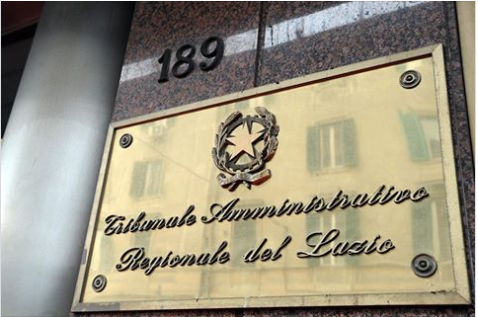 189
Tribunale Amministrativo
Regionale del Lazio